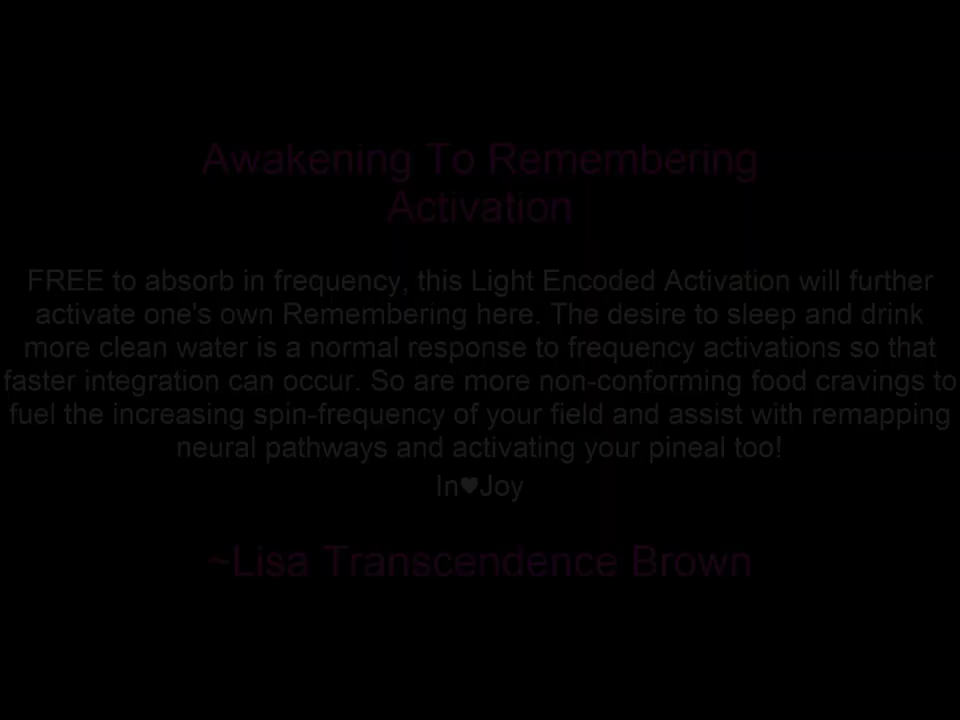 Awakening To Remembering
Activation
FREE to absorb in frequency, this Light Encoded Activation will further
activate one's own Remembering here. The desire to sleep and drink
more clean water is a normal response to frequency activations so that
faster integration can occur. So are more non-conforming food cravings to
fuel the increasing spin-frequency of your field and assist with remapping
neural pathways and activating your pineal too!
In♥Joy
~Lisa Transcendence Brown